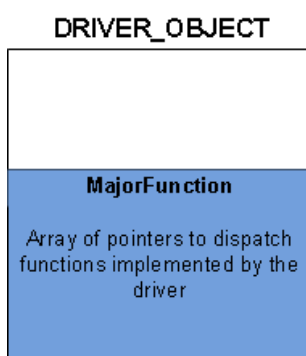 DRIVER_OBJECT
MajorFunction
Array of pointers to dispatch
functions implemented by the
driver